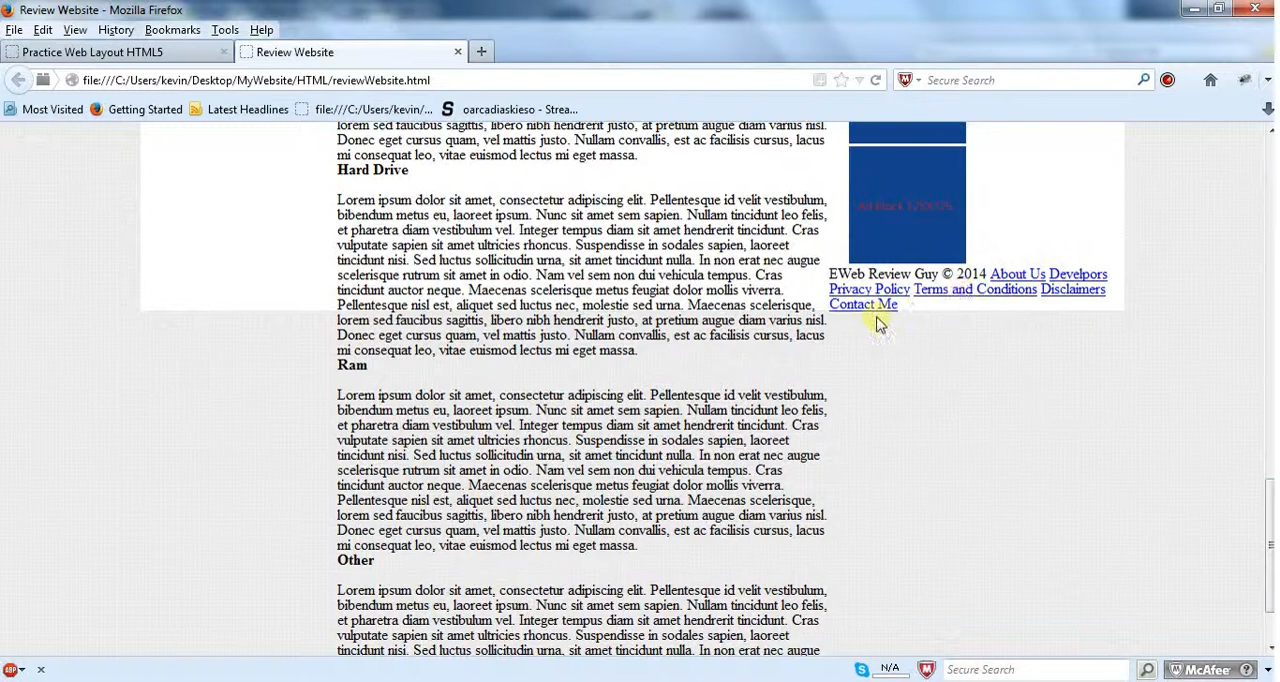 Review Website - Mozilla Firefox
File Edit View History Bookmarks Tools Help
Practice Web Layout HTML5
Review Website
file:///C:/Users/kevin/Desktop/MyWebsite/HTML/reviewWebsite.html
Secure Search
Most Visited Getting Started Latest Headlines file:///C:/Users/kevin/... oarcadiaskieso - Strea...
lorem sed faucibus sagittis, libero nibh hendrerit justo, at pretium augue diam varius nisl.
Donec eget cursus quam, vel mattis justo. Nullam convallis, est ac facilisis cursus, lacus
mi consequat leo, vitae euismod lectus mi eget massa.
Hard Drive
Lorem ipsum dolor sit amet, consectetur adipiscing elit. Pellentesque id velit vestibulum,
bibendum metus eu, laoreet ipsum. Nunc sit amet sem sapien. Nullam tincidunt leo felis,
et pharetra diam vestibulum vel. Integer tempus diam sit amet diam commodo, et
vulputate sapien sit amet ultricies rhoncus. Suspendisse in sodales sapien, laoreet
tincidunt nisi. Sed luctus sollicitudin urna, sit amet tincidunt nulla. In non erat nec augue
scelerisque rutrum sit amet in odio. Nam vel sem non dui vehicula tempus. Cras
tincidunt auctor neque. Maecenas scelerisque metus feugiat dolor mollis viverra.
Pellentesque nisl est, aliquet sed luctus nec, molestie sed urna. Maecenas scelerisque,
lorem sed faucibus sagittis, libero nibh hendrerit justo, at pretium augue diam varius nisl.
Donec eget cursus quam, vel mattis justo. Nullam convallis, est ac facilisis cursus, lacus
mi consequat leo, vitae euismod lectus mi eget massa.
Ram
Lorem ipsum dolor sit amet, consectetur adipiscing elit. Pellentesque id velit vestibulum,
bibendum metus eu, laoreet ipsum. Nunc sit amet sem sapien. Nullam tincidunt leo felis,
et pharetra diam vestibulum vel. Integer tempus diam
vulputate sapien sit amet ultricies rhoncus. Suspendisse in sodales sapien, laoreet
tincidunt nisi. Sed luctus sollicitudin urna, sit amet tincidunt nulla. In non erat augue
scelerisque rutrum sit amet in odio. Nam vel sem non dui vehicula tempus. Cras
tincidunt auctor neque. Maecenas scelerisque metus feugiat dolor mollis viverra.
Pellentesque nisl est, aliquet sed luctus nec, molestie sed urna. Maecenas scelerisque,
lorem sed faucibus sagittis, libero nibh hendrerit justo, at pretium augue diam varius nisl.
Donec eget cursus quam, vel mattis justo. Nullam convallis, est ac facilisis cursus, lacus
mi consequat leo, vitae euismod lectus mi eget massa.
Other
Lorem ipsum dolor sit amet, consectetur adipiscing elit. Pellentesque id velit vestibulum,
bibendum metus eu, laoreet ipsum. Nunc sit amet sem sapien. Nullam tincidunt leo felis,
et pharetra diam vestibulum vel. Integer tempus diam
vulputate sapien sit amet ultricies rhoncus. Suspendisse in sodales sapien, laoreet
tincidunt nisi. Sed luctus sollicitudin urna, sit amet tincidunt nulla. In non erat augue
Ad Block
EWeb Review Guy © 2014 About Us Develpors
Privacy Policy Terms and Conditions Disclaimers
Contact Me
ABP
N/A
Secure Search
McAfee